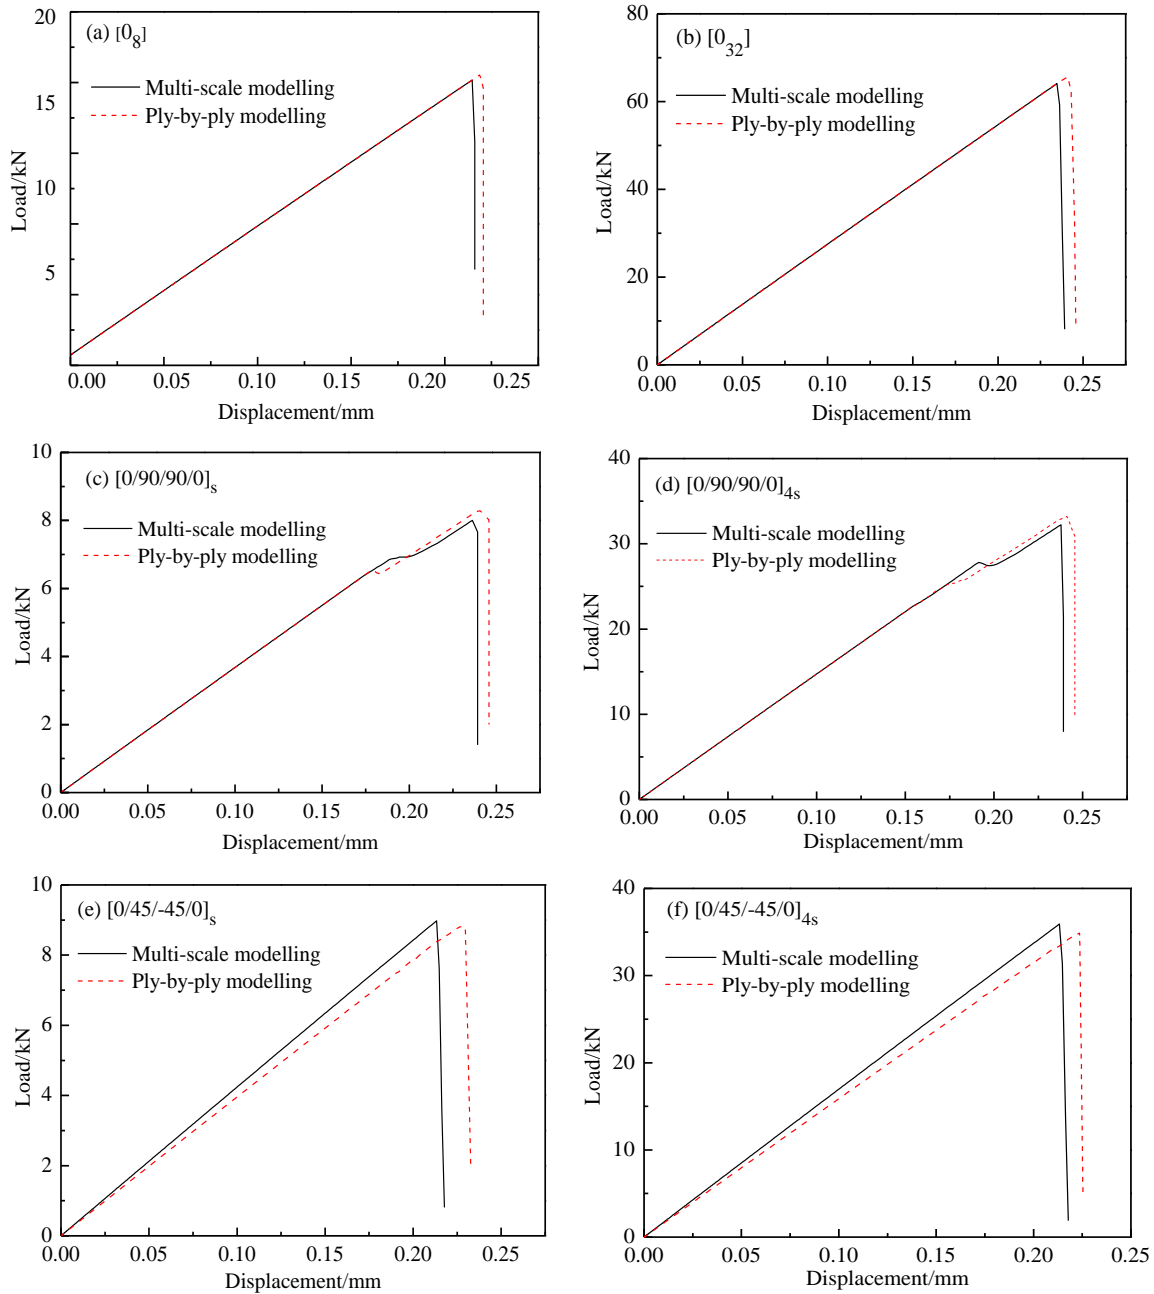 (a) [0₈]
Multi-scale modelling
Ply-by-ply modelling
20
15
10
5
Load/kN
0.00 0.05 0.10 0.15 0.20 0.25
Displacement/mm
(b) [0₃₂]
Multi-scale modelling
Ply-by-ply modelling
80
60
40
20
0
Load/kN
0.00 0.05 0.10 0.15 0.20 0.25
Displacement/mm
(c) [0/90/90/0]ₛ
Multi-scale modelling
Ply-by-ply modelling
10
8
6
4
2
0
Load/kN
0.00 0.05 0.10 0.15 0.20 0.25
Displacement/mm
(d) [0/90/90/0]₄ₛ
Multi-scale modelling
Ply-by-ply modelling
40
30
20
10
0
Load/kN
0.00 0.05 0.10 0.15 0.20 0.25
Displacement/mm
(e) [0/45/-45/0]ₛ
Multi-scale modelling
Ply-by-ply modelling
10
8
6
4
2
0
Load/kN
0.00 0.05 0.10 0.15 0.20 0.25
Displacement/mm
(f) [0/45/-45/0]₄ₛ
Multi-scale modelling
Ply-by-ply modelling
40
30
20
10
0
Load/kN
0.00 0.05 0.10 0.15 0.20 0.25
Displacement/mm